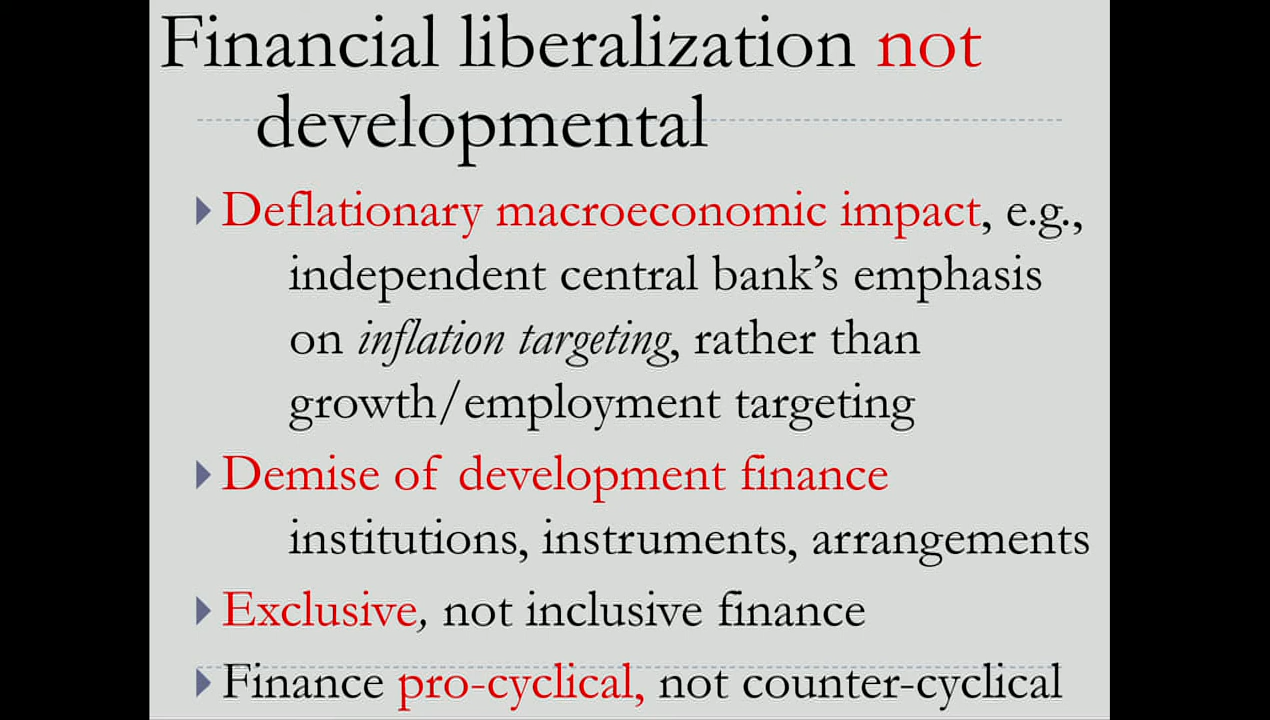 Financial liberalization not
developmental
Deflationary macroeconomic impact, e.g.,
independent central bank’s emphasis
on inflation targeting, rather than
growth/employment targeting
Demise of development finance
institutions, instruments, arrangements
Exclusive, not inclusive finance
Finance pro-cyclical, not counter-cyclical